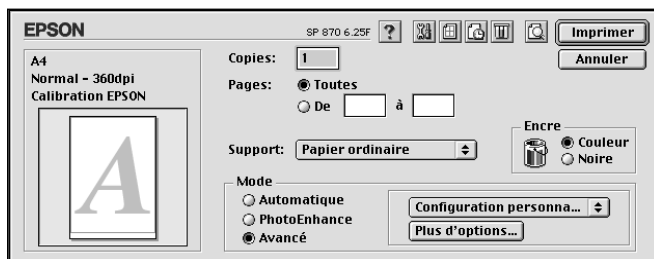 EPSON
SP 870 6.25F
?
Imprimer
Annuler
A4
Normal - 360dpi
Calibration EPSON
A
Copies: 1
Pages: Toutes
De à
Support: Papier ordinaire
Encre
Couleur
Noire
Mode
Automatique
PhotoEnhance
Avancé
Configuration personna...
Plus d'options...